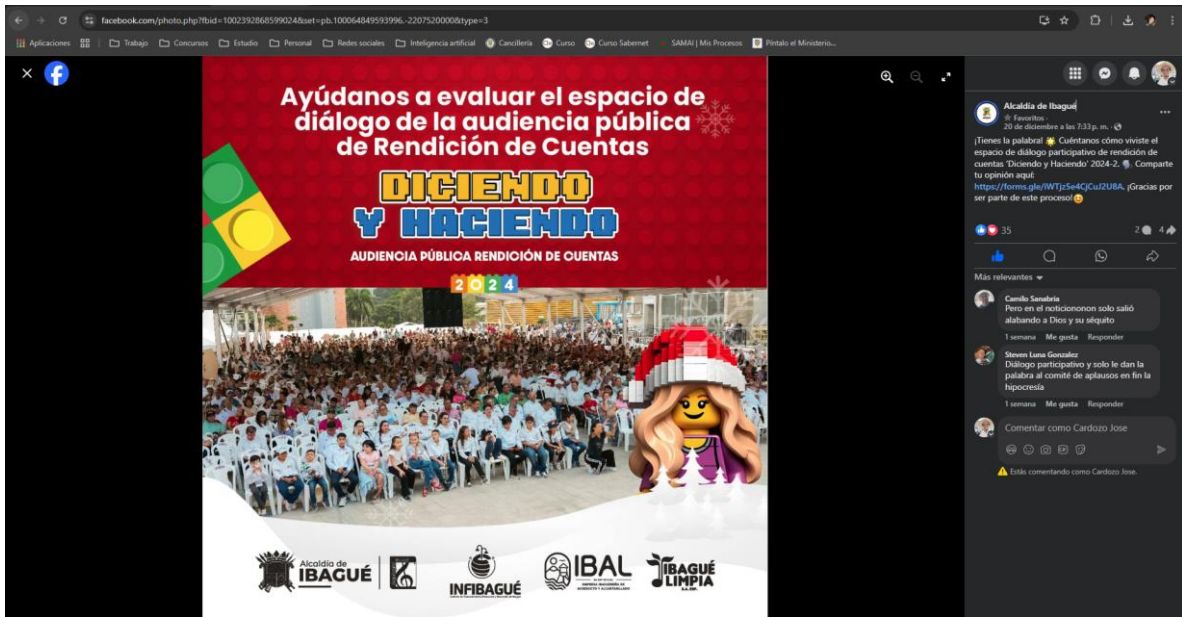 facebook.com/photo.php?fbid=1002392868599024&set=pb.100064849593996.-2207520000&type=3
Aplicaciones
Trabajo
Concursos
Estudio
Personal
Redes sociales
Inteligencia artificial
Cancillería
Curso
Curso Sabernet
SAMAI | Mis Procesos
Píntalo el Ministerio...
Ayúdanos a evaluar el espacio de
diálogo de la audiencia pública
de Rendición de Cuentas
DICIENDO
Y HACIENDO
AUDIENCIA PÚBLICA RENDICIÓN DE CUENTAS
2024
Alcaldía de
IBAGUÉ
INFIBAGUÉ
IBAL
IBAGUÉ
LIMPIA
Alcaldía de Ibagué
Favoritos ·
20 de diciembre a las 7:33 p. m. ·
¡Tienes la palabra! 🌟 Cuéntanos cómo viviste el
espacio de diálogo participativo de rendición de
cuentas 'Diciendo y Haciendo' 2024-2. 🗣. Comparte
tu opinión aquí:
https://forms.gle/iWTjz5e4CjCuJ2U8A. ¡Gracias por
ser parte de este proceso!😊
35
2
4
Más relevantes
Camilo Sanabria
Pero en el noticiononon solo salió
alabando a Dios y su séquito
1 semana Me gusta Responder
Steven Luna Gonzalez
Diálogo participativo y solo le dan la
palabra al comité de aplausos en fin la
hipocresía
1 semana Me gusta Responder
Comentar como Cardozo Jose
Estás comentando como Cardozo Jose.